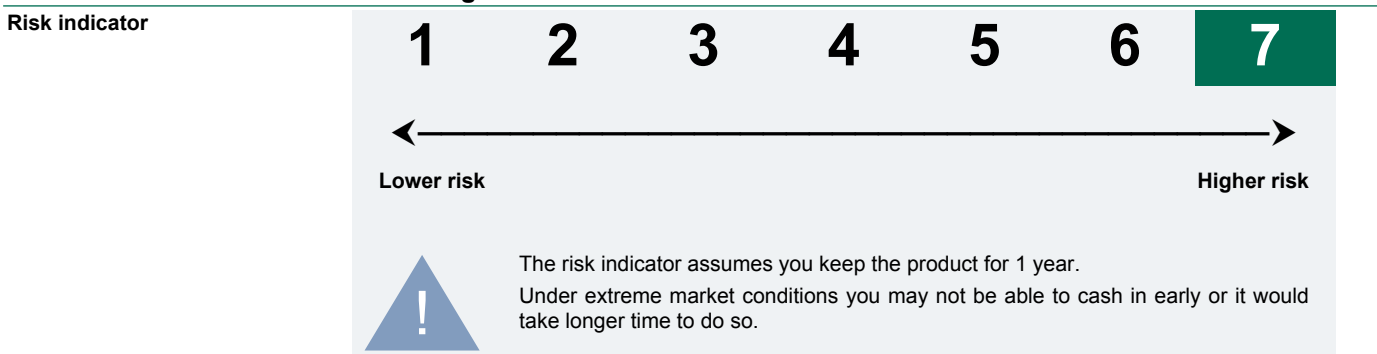 Risk indicator
1 2 3 4 5 6 7
Lower risk Higher risk
!
The risk indicator assumes you keep the product for 1 year.
Under extreme market conditions you may not be able to cash in early or it would
take longer time to do so.